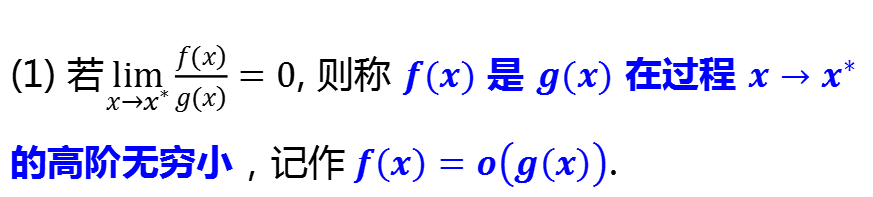 (1) 若 lim_{x→x*} f(x)/g(x) = 0, 则称 f(x) 是 g(x) 在过程 x → x*
的高阶无穷小，记作 f(x) = o(g(x)).